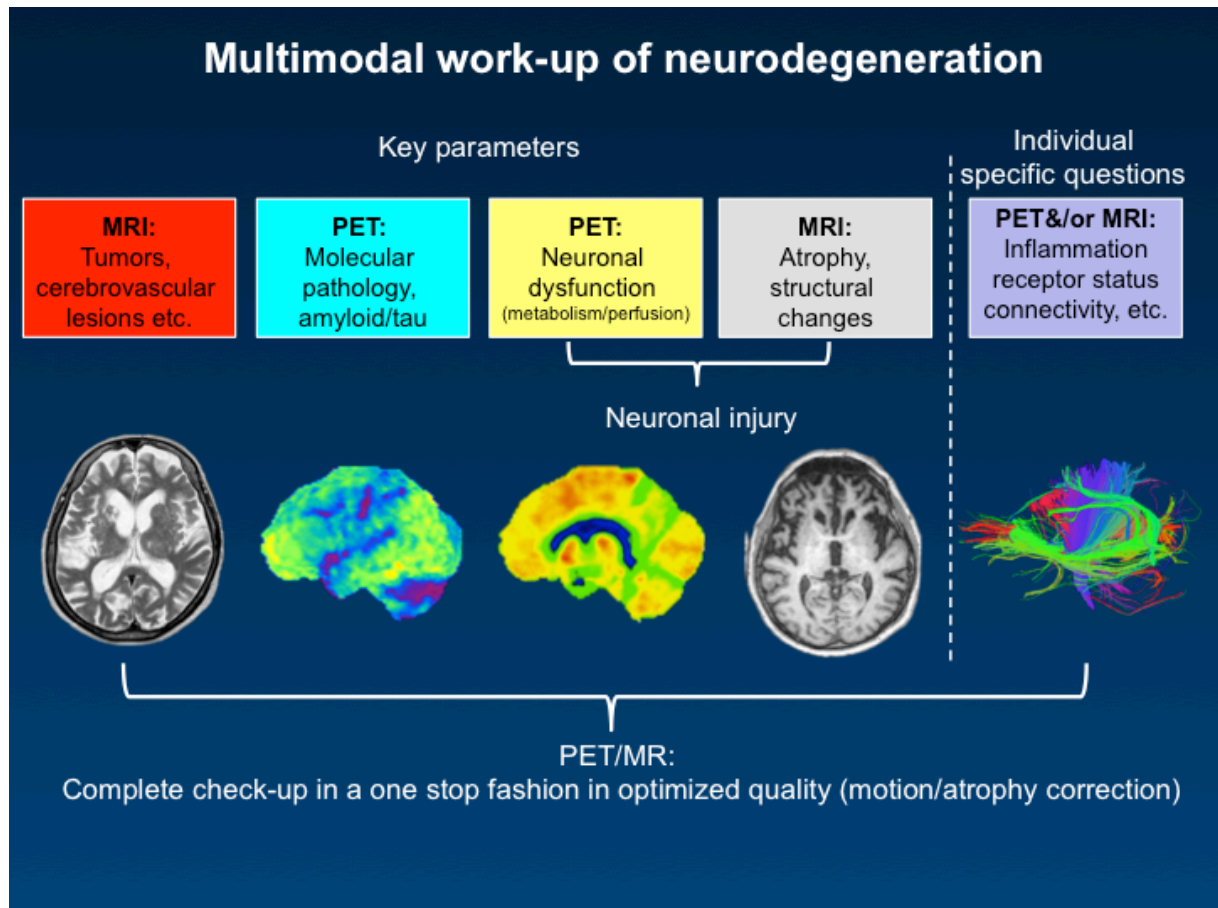 Multimodal work-up of neurodegeneration
Key parameters
Individual
specific questions
MRI:
Tumors,
cerebrovascular
lesions etc.
PET:
Molecular
pathology,
amyloid/tau
PET:
Neuronal
dysfunction
(metabolism/perfusion)
MRI:
Atrophy,
structural
changes
PET&/or MRI:
Inflammation
receptor status
connectivity, etc.
Neuronal injury
PET/MR:
Complete check-up in a one stop fashion in optimized quality (motion/atrophy correction)